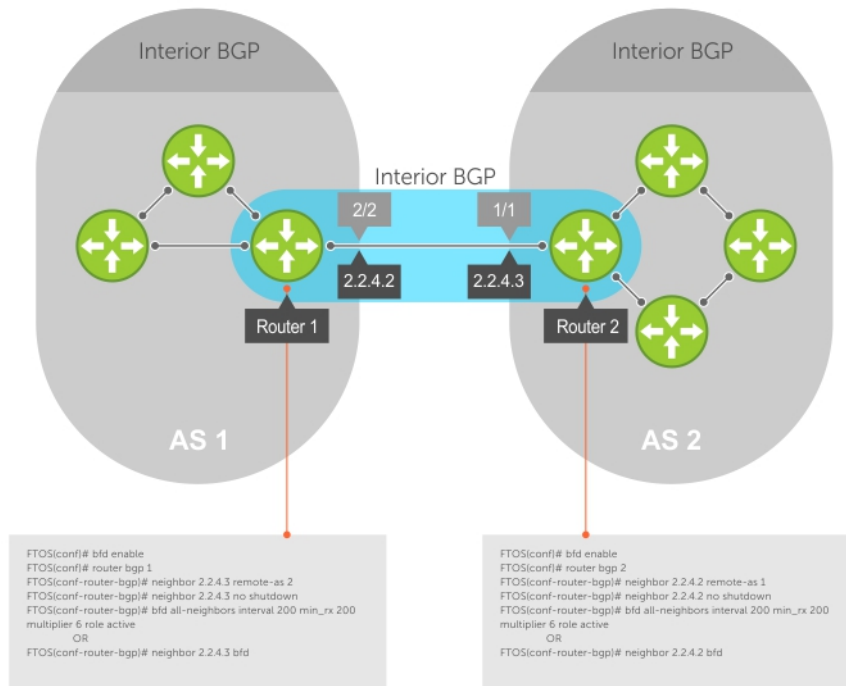 Interior BGP
Interior BGP
Interior BGP
2/2
1/1
2.2.4.2
2.2.4.3
Router 1
Router 2
AS 1
AS 2
FTOS(conf)# bfd enable
FTOS(conf)# router bgp 1
FTOS(conf-router-bgp)# neighbor 2.2.4.3 remote-as 2
FTOS(conf-router-bgp)# neighbor 2.2.4.3 no shutdown
FTOS(conf-router-bgp)# bfd all-neighbors interval 200 min_rx 200
multiplier 6 role active
OR
FTOS(conf-router-bgp)# neighbor 2.2.4.3 bfd
FTOS(conf)# bfd enable
FTOS(conf)# router bgp 2
FTOS(conf-router-bgp)# neighbor 2.2.4.2 remote-as 1
FTOS(conf-router-bgp)# neighbor 2.2.4.2 no shutdown
FTOS(conf-router-bgp)# bfd all-neighbors interval 200 min_rx 200
multiplier 6 role active
OR
FTOS(conf-router-bgp)# neighbor 2.2.4.2 bfd